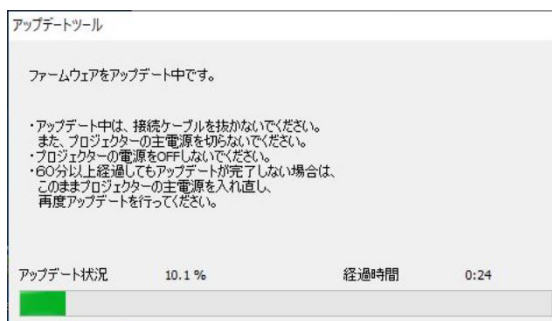 アップデートツール
ファームウェアをアップデート中です。
・アップデート中は、接続ケーブルを抜かないでください。
また、プロジェクターの主電源を切らないでください。
・プロジェクターの電源をOFFしないでください。
・60分以上経過してもアップデートが完了しない場合は、
このままプロジェクターの主電源を入れ直し、
再度アップデートを行ってください。
アップデート状況 10.1 % 経過時間 0:24